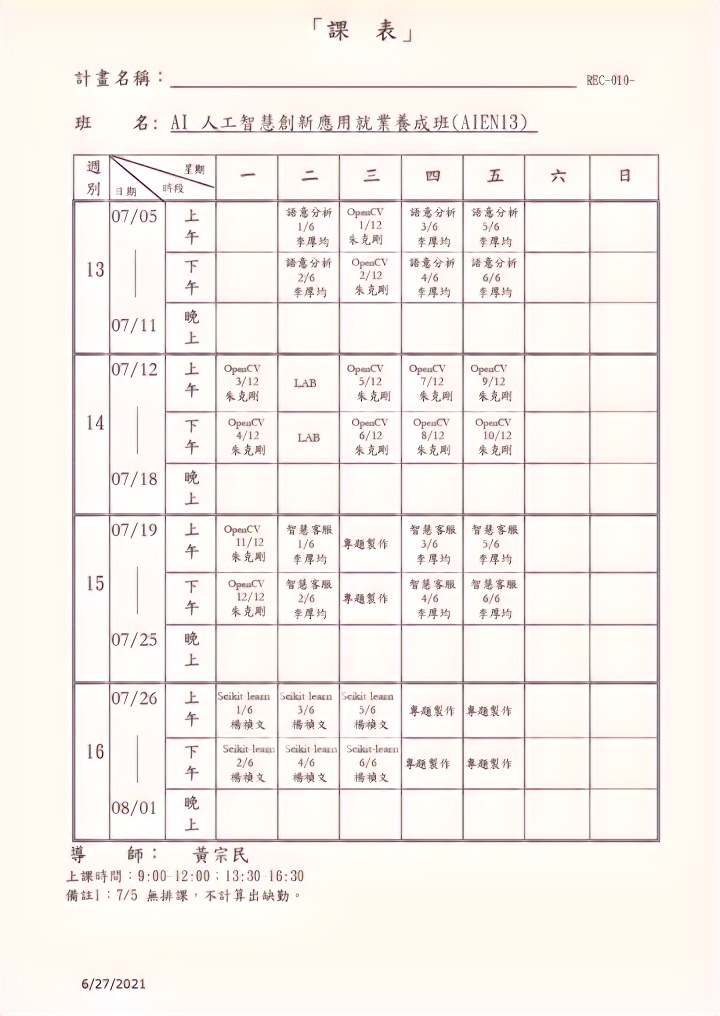 「課 表」
計畫名稱： REC-010-
班 名: AI 人工智慧創新應用就業養成班(AIEN13)
週別 日期 時段 星期 一 二 三 四 五 六 日
13 07/05 | 07/11
上午
語意分析 1/6 李厚均
OpenCV 1/12 朱克剛
語意分析 3/6 李厚均
語意分析 5/6 李厚均
下午
語意分析 2/6 李厚均
OpenCV 2/12 朱克剛
語意分析 4/6 李厚均
語意分析 6/6 李厚均
晚上
14 07/12 | 07/18
上午
OpenCV 3/12 朱克剛
LAB
OpenCV 5/12 朱克剛
OpenCV 7/12 朱克剛
OpenCV 9/12 朱克剛
下午
OpenCV 4/12 朱克剛
LAB
OpenCV 6/12 朱克剛
OpenCV 8/12 朱克剛
OpenCV 10/12 朱克剛
晚上
15 07/19 | 07/25
上午
OpenCV 11/12 朱克剛
智慧客服 1/6 李厚均
專題製作
智慧客服 3/6 李厚均
智慧客服 5/6 李厚均
下午
OpenCV 12/12 朱克剛
智慧客服 2/6 李厚均
專題製作
智慧客服 4/6 李厚均
智慧客服 6/6 李厚均
晚上
16 07/26 | 08/01
上午
Scikit-learn 1/6 楊禎文
Scikit-learn 3/6 楊禎文
Scikit-learn 5/6 楊禎文
專題製作
專題製作
下午
Scikit-learn 2/6 楊禎文
Scikit-learn 4/6 楊禎文
Scikit-learn 6/6 楊禎文
專題製作
專題製作
晚上
導 師： 黃宗民
上課時間：9:00-12:00；13:30-16:30
備註1：7/5 無排課，不計算出缺勤。
6/27/2021